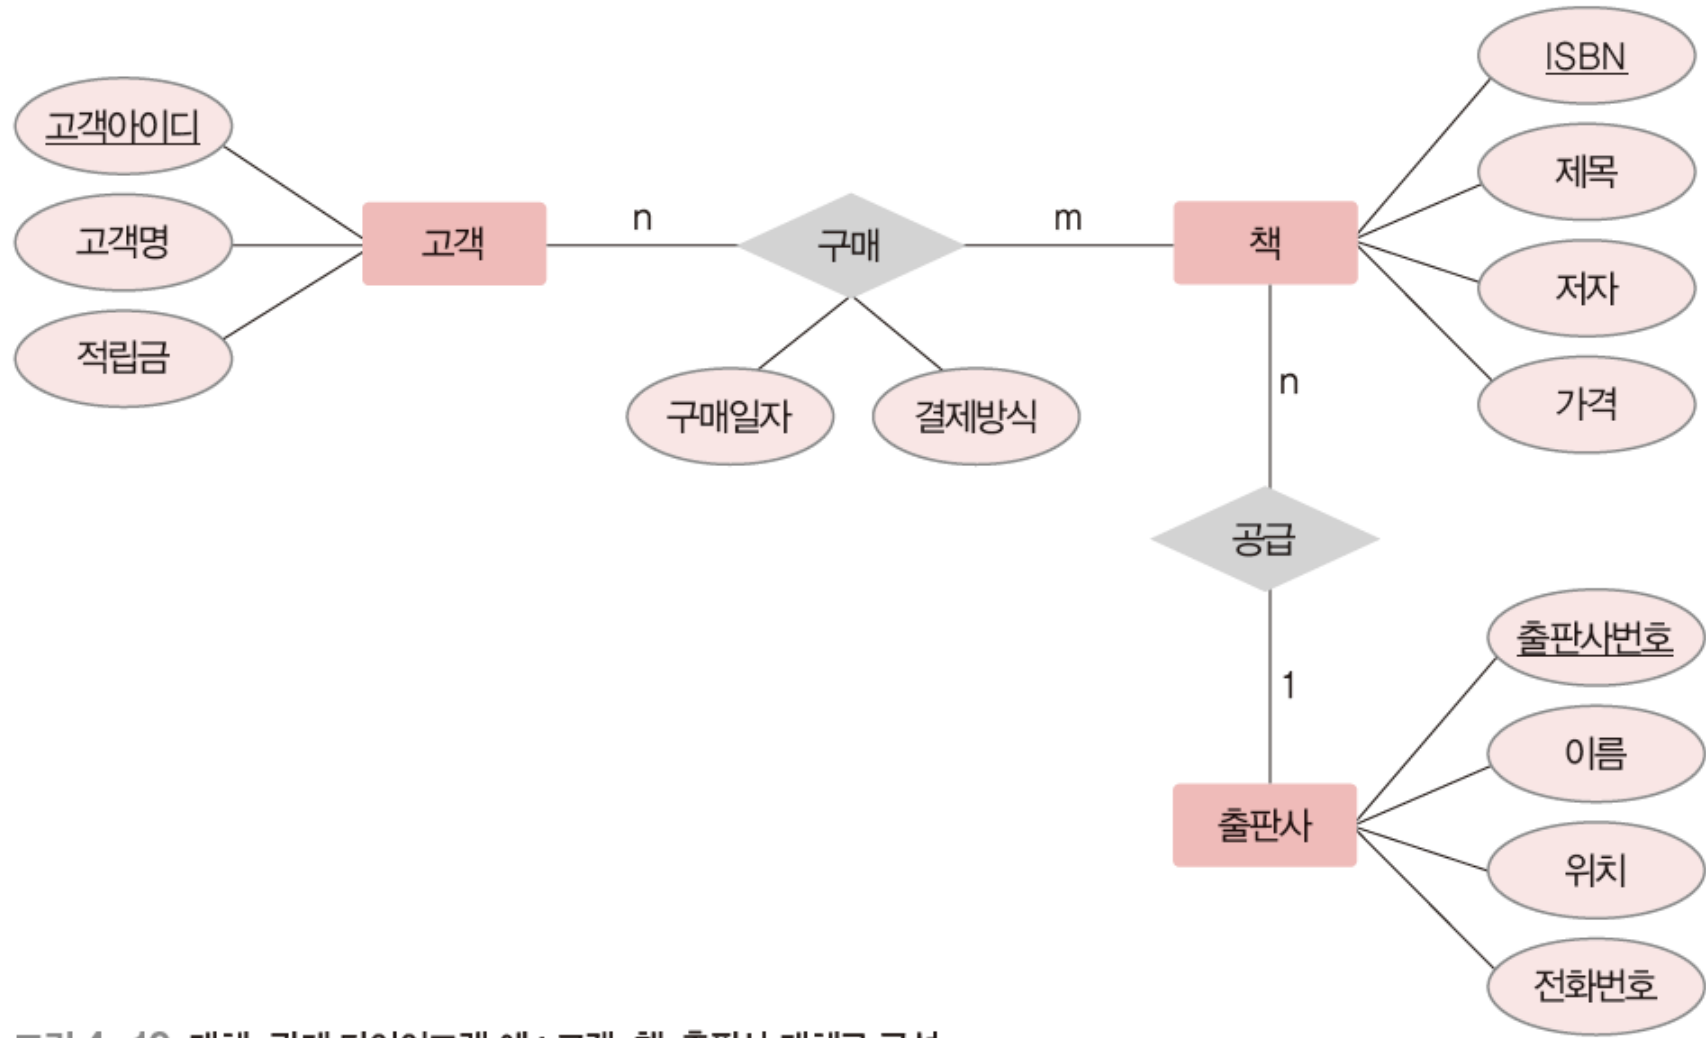 ISBN
고객아이디
제목
고객명
고객
n
구매
m
책
저자
적립금
구매일자
결제방식
n
가격
공급
출판사번호
1
이름
출판사
위치
전화번호